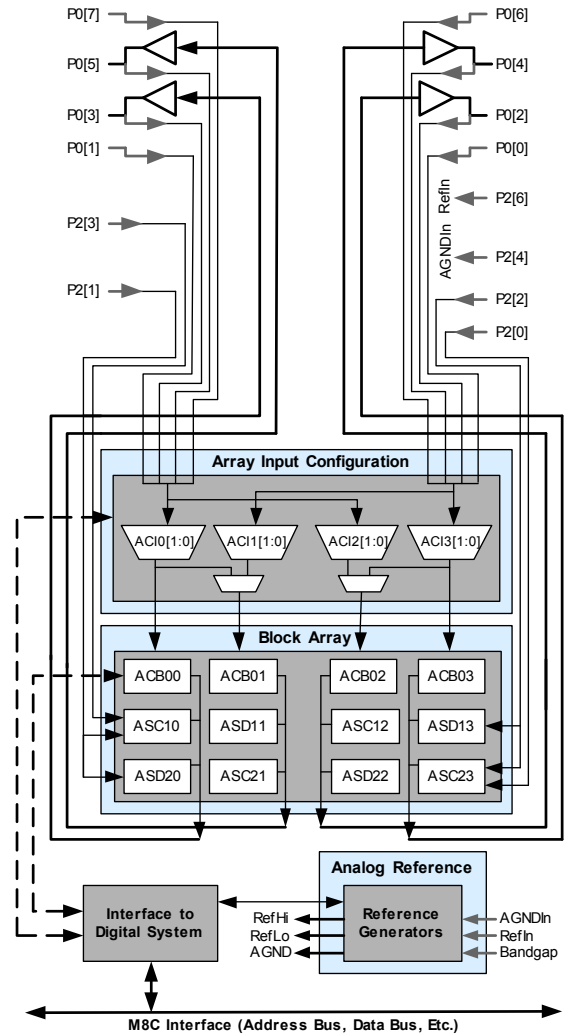 P0[7]
P0[6]
P0[5]
P0[4]
P0[3]
P0[2]
P0[1]
P0[0]
P2[6]
RefIn
P2[3]
P2[4]
AGNDIn
P2[1]
P2[2]
P2[0]
Array Input Configuration
ACI0[1:0]
ACI1[1:0]
ACI2[1:0]
ACI3[1:0]
Block Array
ACB00
ACB01
ACB02
ACB03
ASC10
ASD11
ASC12
ASD13
ASD20
ASC21
ASD22
ASC23
Analog Reference
Interface to
Digital System
RefHi
RefLo
AGND
Reference
Generators
AGNDIn
RefIn
Bandgap
M8C Interface (Address Bus, Data Bus, Etc.)